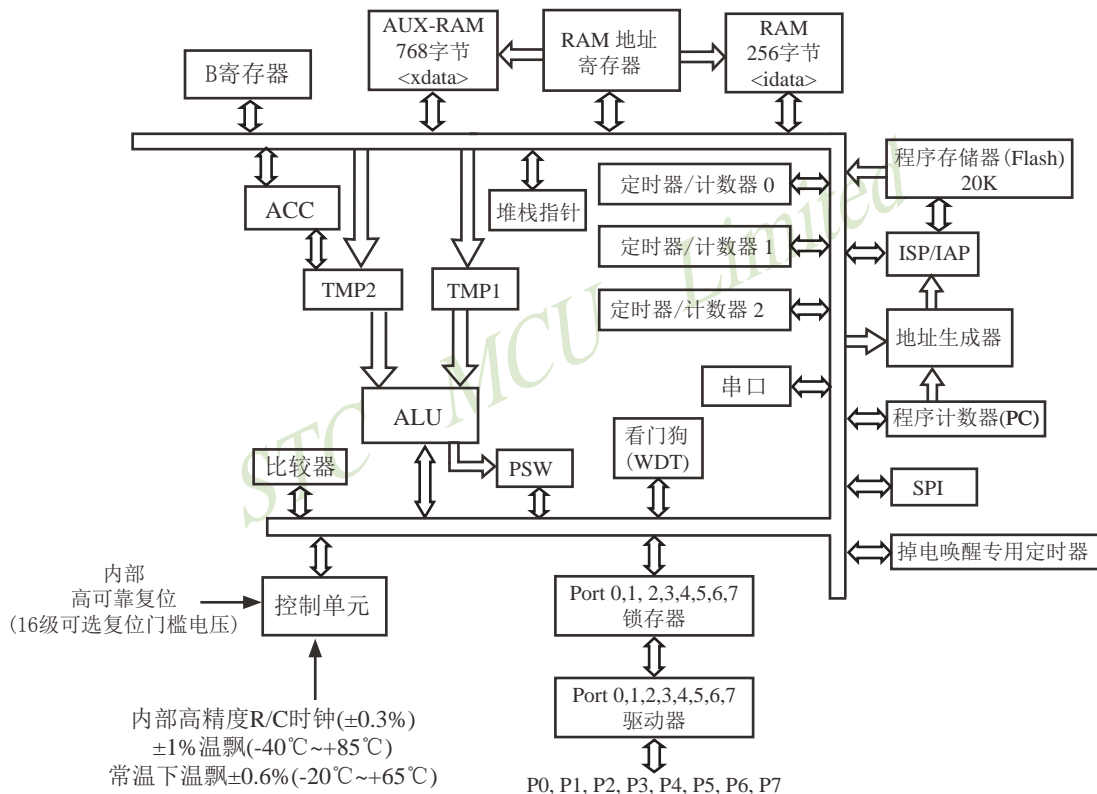 AUX-RAM
768字节
<xdata>
RAM 地址
寄存器
RAM
256字节
<idata>
B寄存器
程序存储器(Flash)
20K
定时器/计数器 0
ACC
堆栈指针
定时器/计数器 1
ISP/IAP
TMP2
TMP1
定时器/计数器 2
地址生成器
串口
ALU
程序计数器(PC)
看门狗
(WDT)
比较器
PSW
SPI
掉电唤醒专用定时器
内部
高可靠复位
(16级可选复位门槛电压)
控制单元
Port 0,1, 2,3,4,5,6,7
锁存器
Port 0,1,2,3,4,5,6,7
驱动器
内部高精度R/C时钟(±0.3%)
±1%温飘(-40℃~+85℃)
常温下温飘±0.6%(-20℃~+65℃)
P0, P1, P2, P3, P4, P5, P6, P7
STC MCU Limited